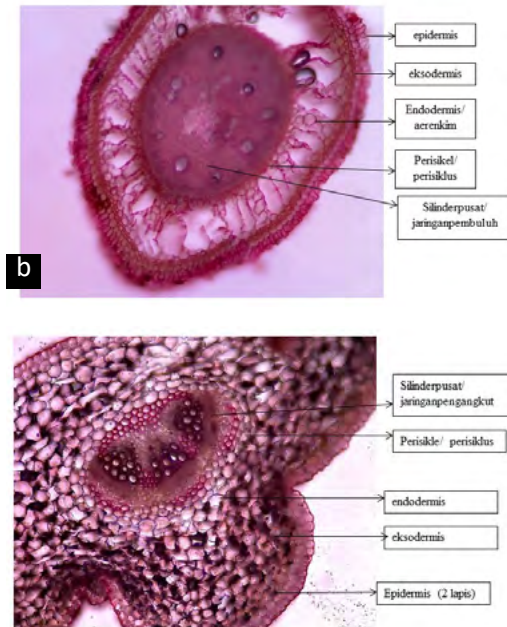 epidermis
eksodermis
Endodermis/
aerenkim
Perisikel/
perisiklus
Silinderpusat/
jaringanpembuluh
b
Silinderpusat/
jaringanpengangkut
Perisikle/ perisiklus
endodermis
eksodermis
Epidermis (2 lapis)